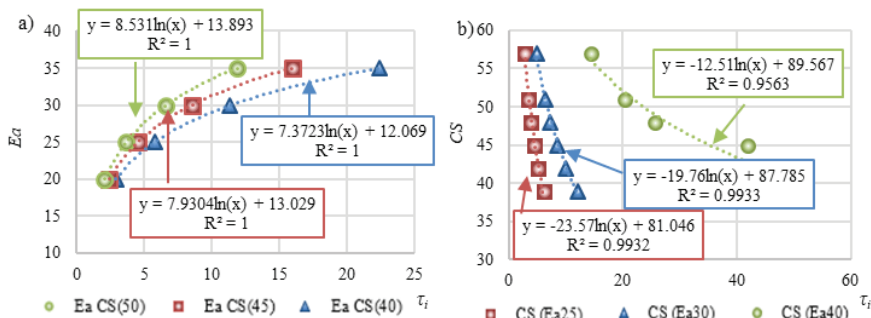 a)
y = 8.531ln(x) + 13.893
R² = 1
Ea
40
30
20
10
y = 7.3723ln(x) + 12.069
R² = 1
y = 7.9304ln(x) + 13.029
R² = 1
0 5 10 15 20 25
τi
Ea CS(50) Ea CS(45) Ea CS(40)
b)
CS
60
55
50
45
40
35
30
y = -12.51ln(x) + 89.567
R² = 0.9563
y = -19.76ln(x) + 87.785
R² = 0.9933
y = -23.57ln(x) + 81.046
R² = 0.9932
0 20 40 60
τi
CS (Ea25) CS (Ea30) CS (Ea40)